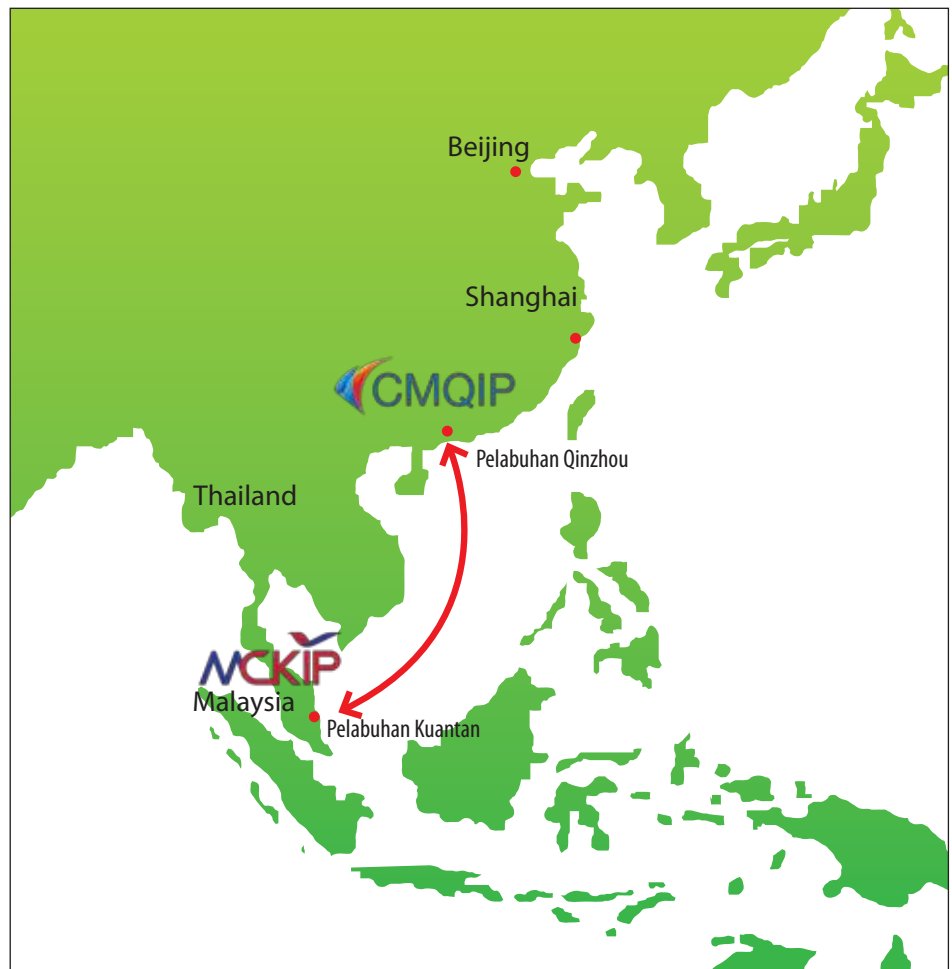 Beijing
Shanghai
CMQIP
Pelabuhan Qinzhou
Thailand
MCKIP
Malaysia
Pelabuhan Kuantan